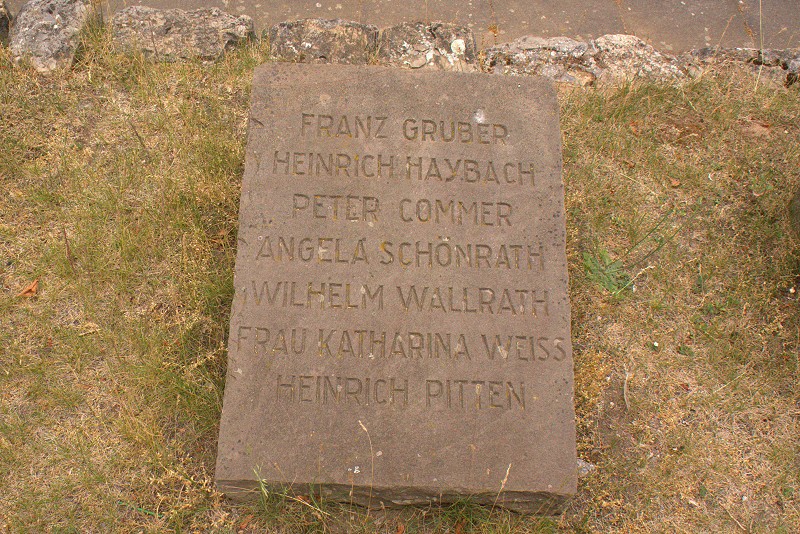 FRANZ GRUBER
HEINRICH HAYBACH
PETER COMMER
ANGELA SCHÖNRATH
WILHELM WALLRATH
FRAU KATHARINA WEISS
HEINRICH PITTEN